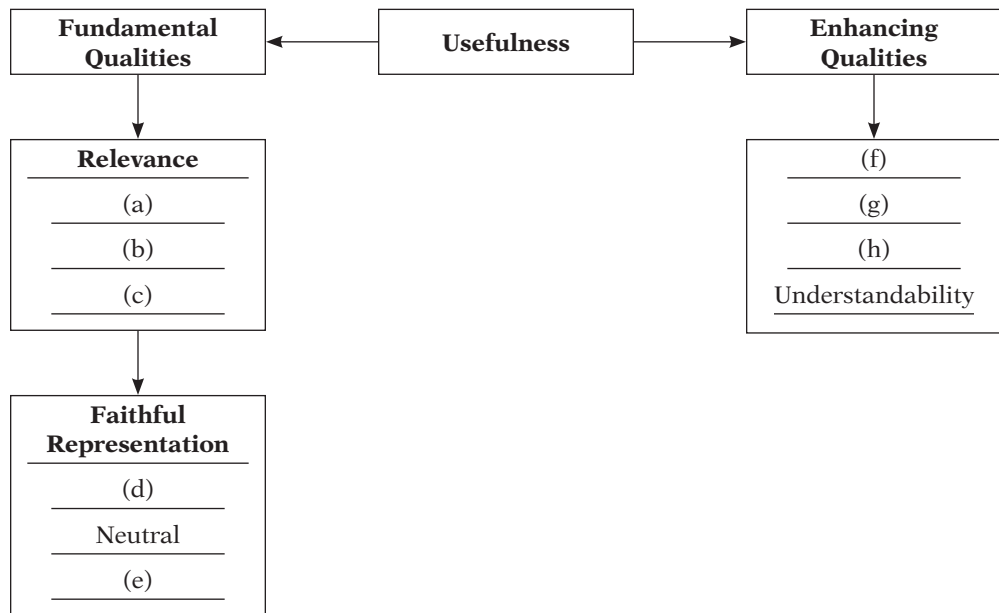 Fundamental
Qualities
Usefulness
Enhancing
Qualities
Relevance
(a)
(b)
(c)
(f)
(g)
(h)
Understandability
Faithful
Representation
(d)
Neutral
(e)